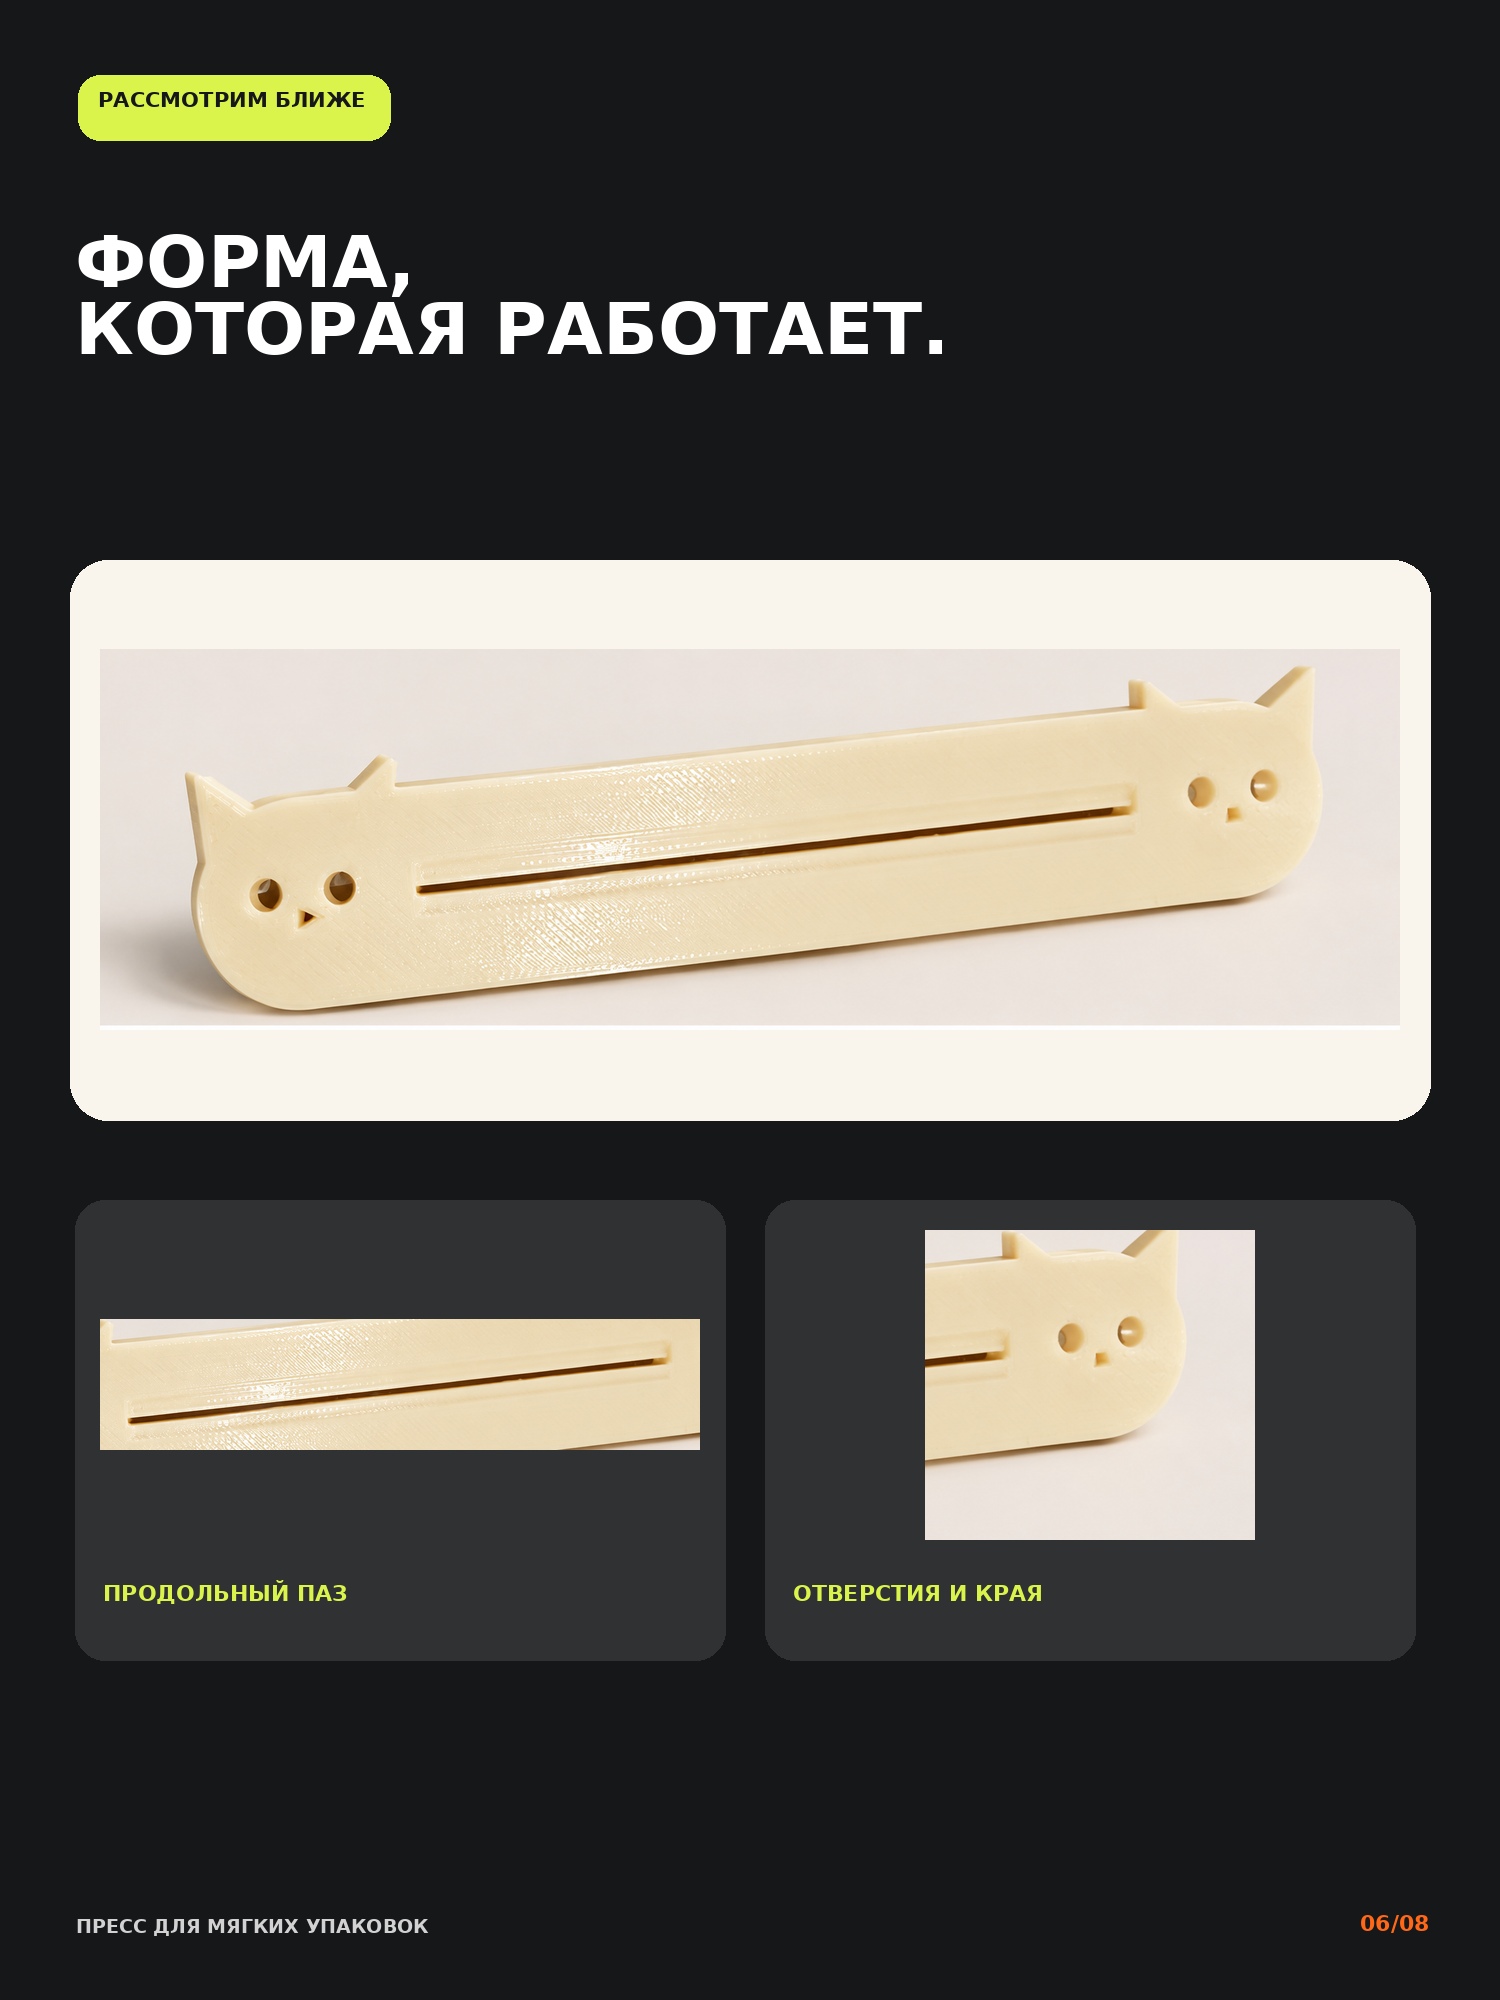 РАССМОТРИМ БЛИЖЕ
ФОРМА,
КОТОРАЯ РАБОТАЕТ.
ПРОДОЛЬНЫЙ ПАЗ
ОТВЕРСТИЯ И КРАЯ
ПРЕСС ДЛЯ МЯГКИХ УПАКОВОК
06/08